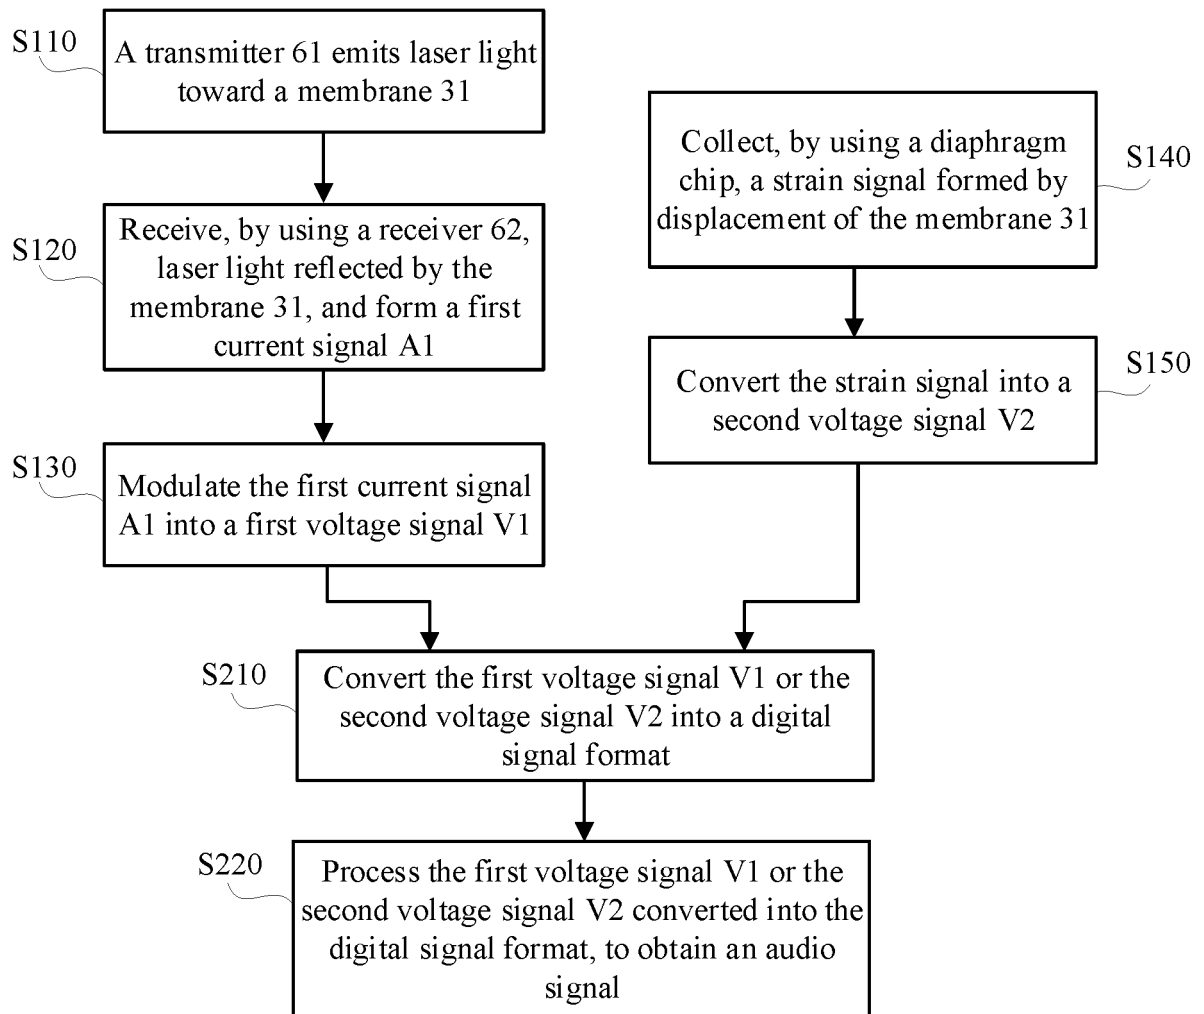 S110
A transmitter 61 emits laser light
toward a membrane 31
S120
Receive, by using a receiver 62,
laser light reflected by the
membrane 31, and form a first
current signal A1
S130
Modulate the first current signal
A1 into a first voltage signal V1
S140
Collect, by using a diaphragm
chip, a strain signal formed by
displacement of the membrane 31
S150
Convert the strain signal into a
second voltage signal V2
S210
Convert the first voltage signal V1 or the
second voltage signal V2 into a digital
signal format
S220
Process the first voltage signal V1 or the
second voltage signal V2 converted into the
digital signal format, to obtain an audio
signal